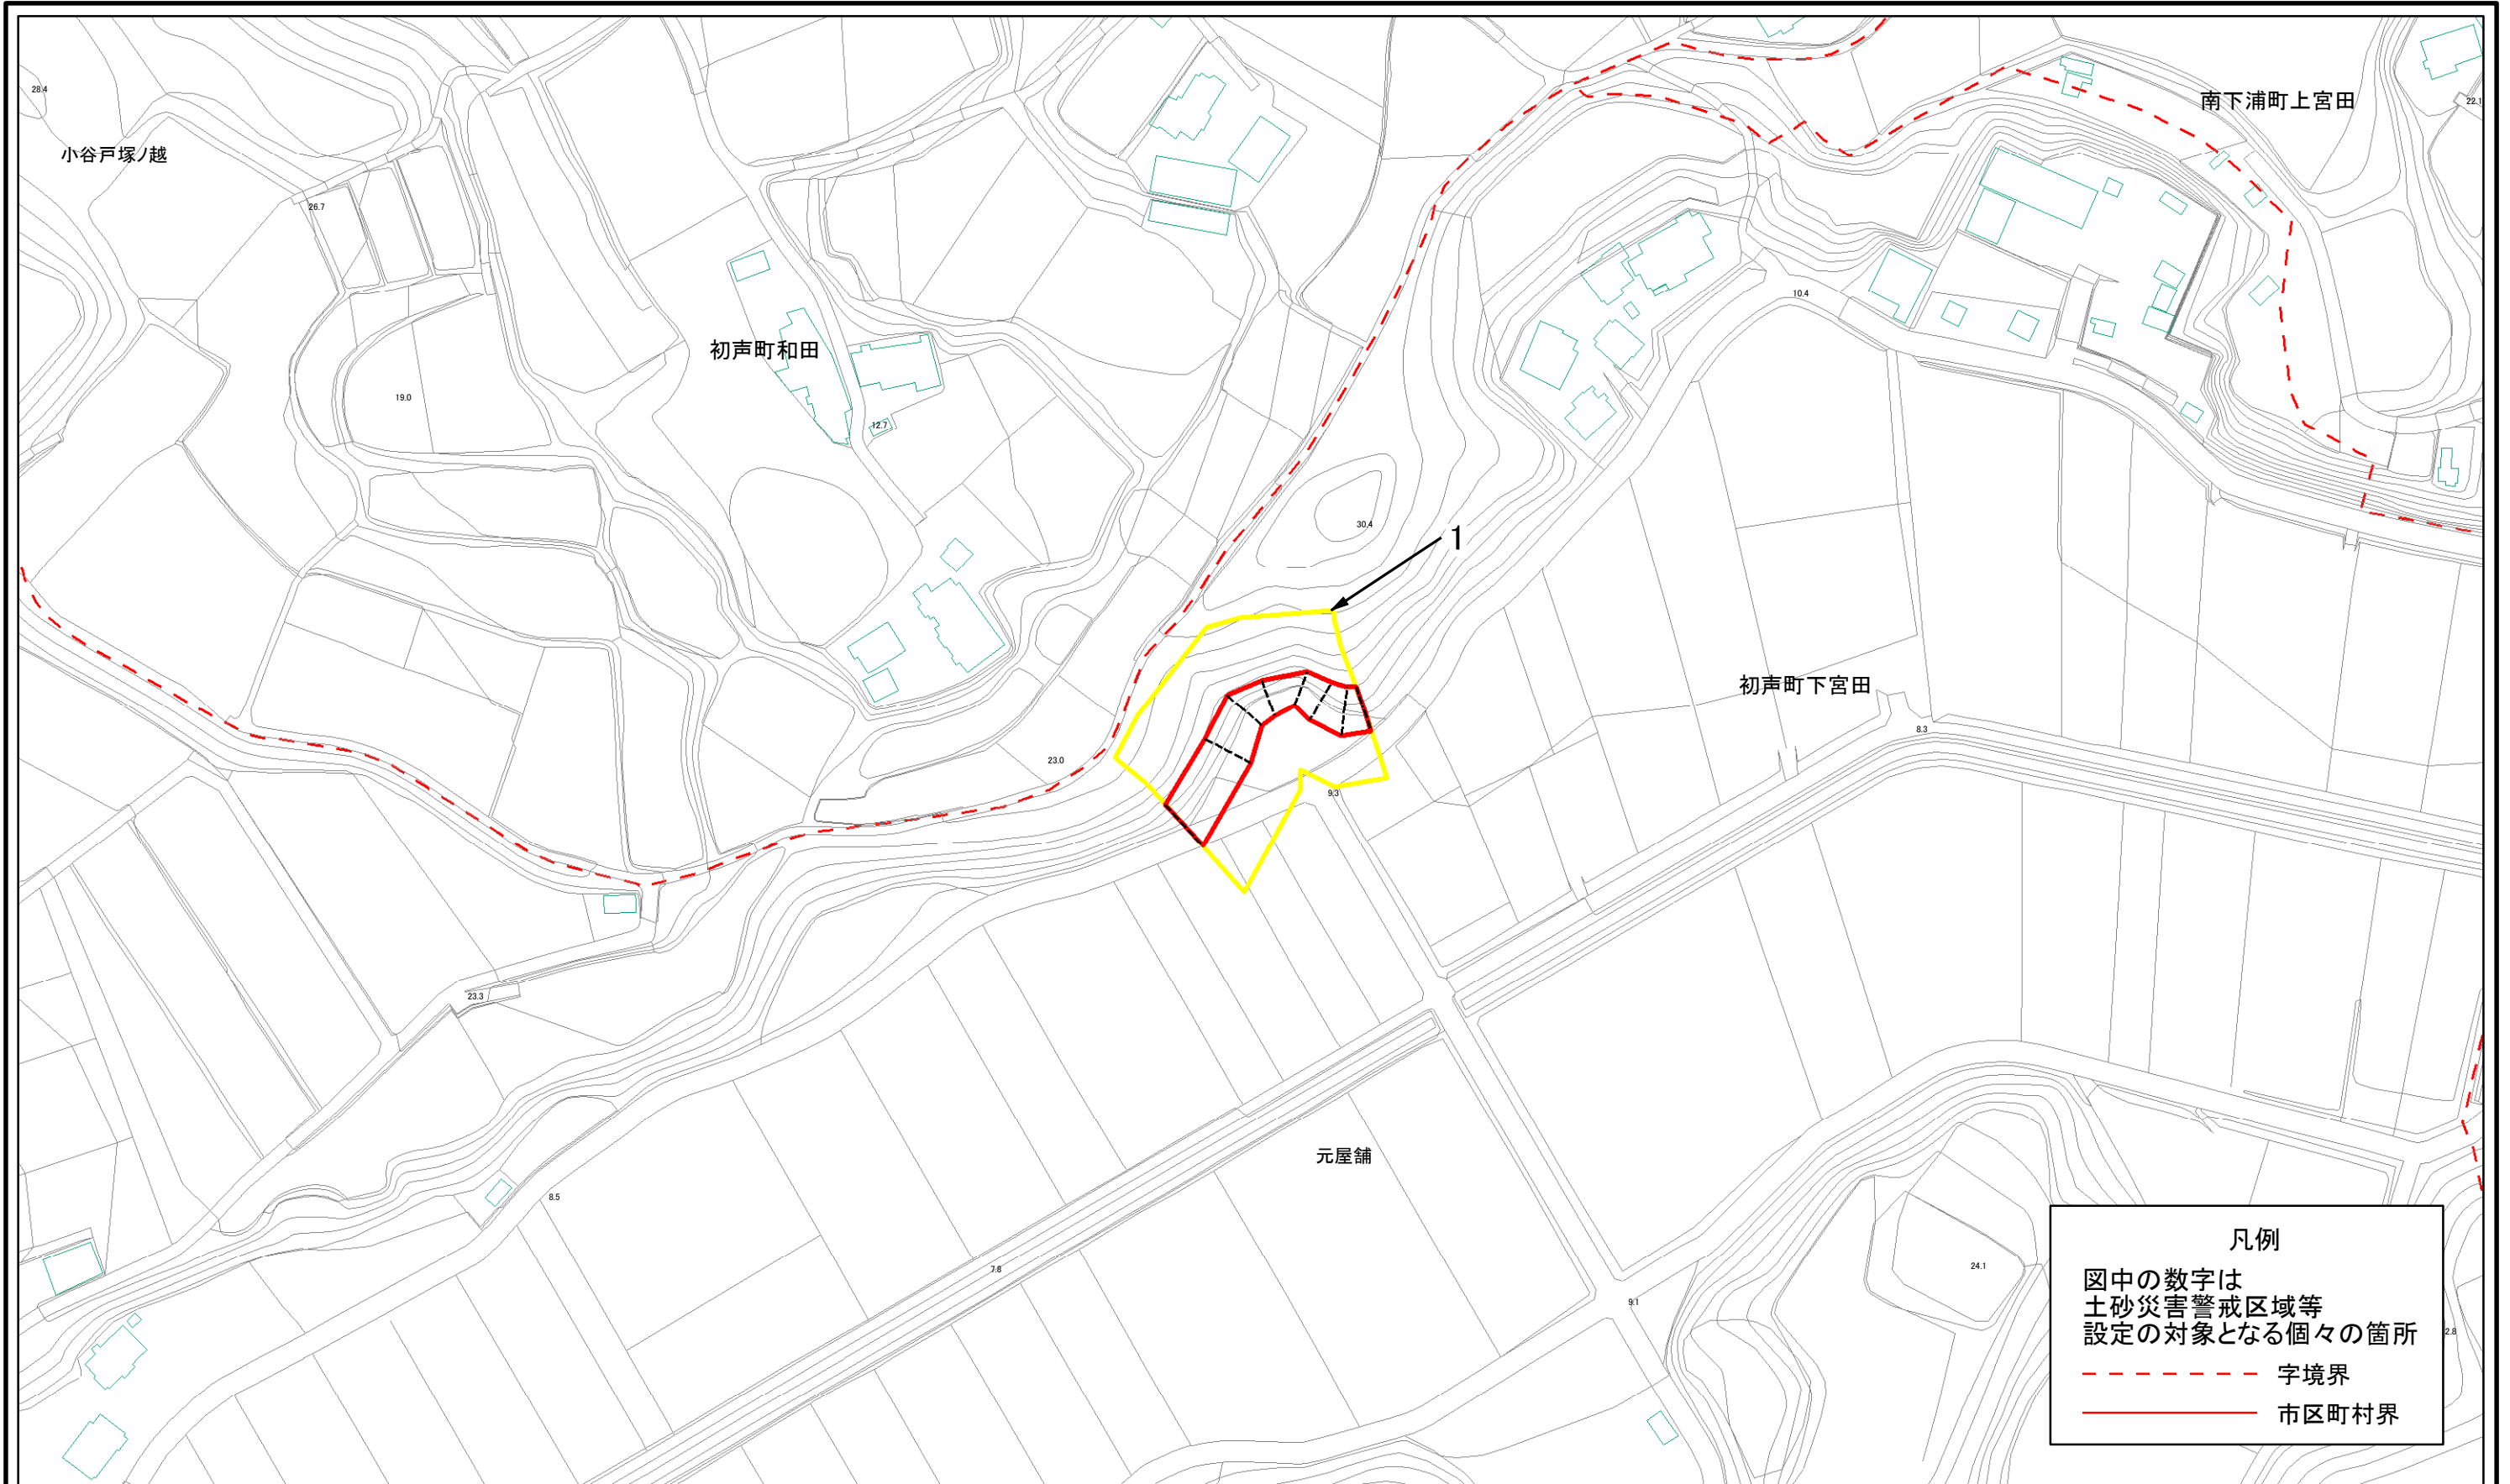 28.4
小谷戸塚ノ越
26.7
南下浦町上宮田
22.1
初声町和田
10.4
19.0
12.7
30.4
1
初声町下宮田
8.3
23.0
9.3
23.3
元屋舗
8.5
7.8
24.1
9.1
2.8
凡例
図中の数字は
土砂災害警戒区域等
設定の対象となる個々の箇所
字境界
市区町村界